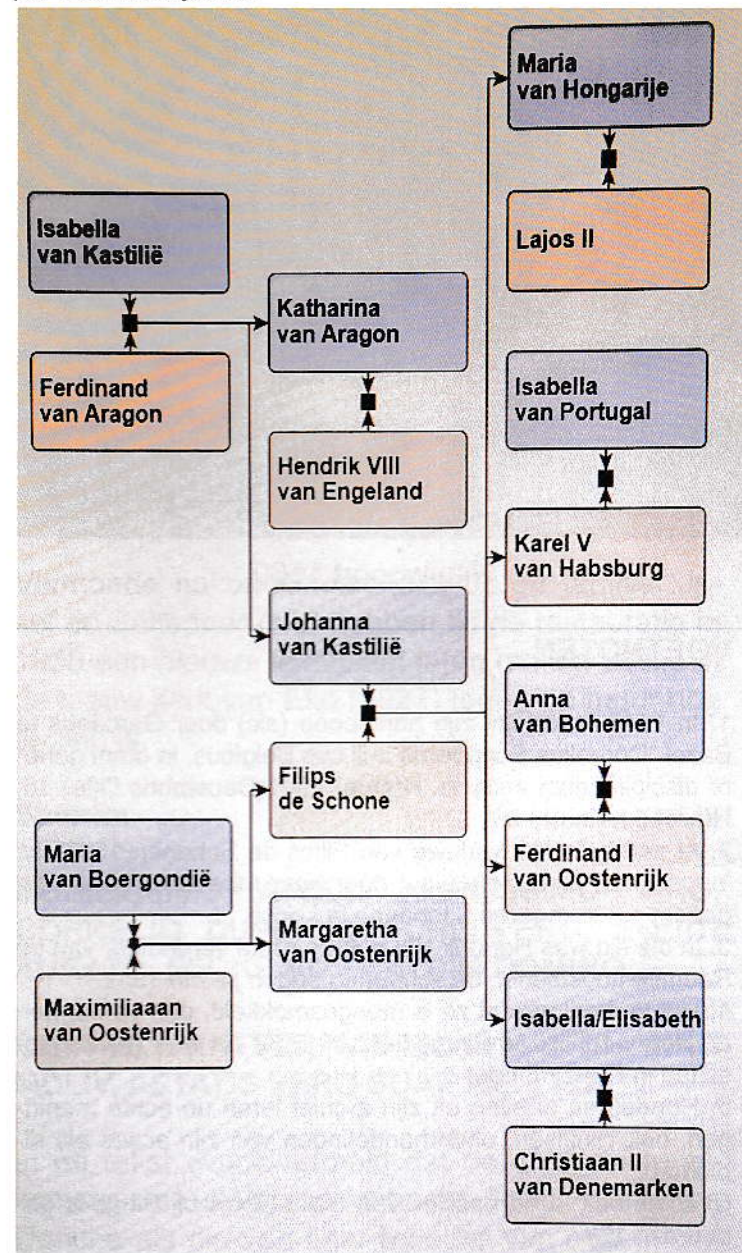 Maria
van Hongarije
Lajos II
Isabella
van Kastilië
Ferdinand
van Aragon
Katharina
van Aragon
Hendrik VIII
van Engeland
Isabella
van Portugal
Karel V
van Habsburg
Johanna
van Kastilië
Filips
de Schone
Anna
van Bohemen
Ferdinand I
van Oostenrijk
Maria
van Boergondië
Maximiliaaan
van Oostenrijk
Margaretha
van Oostenrijk
Isabella/Elisabeth
Christiaan II
van Denemarken